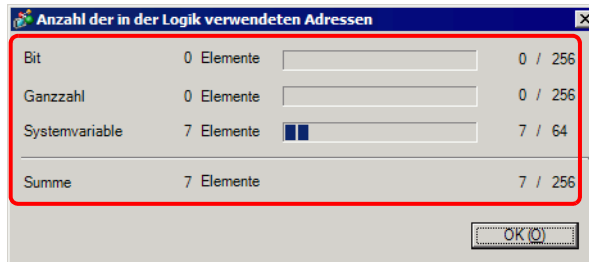 Anzahl der in der Logik verwendeten Adressen
Bit 0 Elemente 0 / 256
Ganzzahl 0 Elemente 0 / 256
Systemvariable 7 Elemente 7 / 64
Summe 7 Elemente 7 / 256
OK (O)